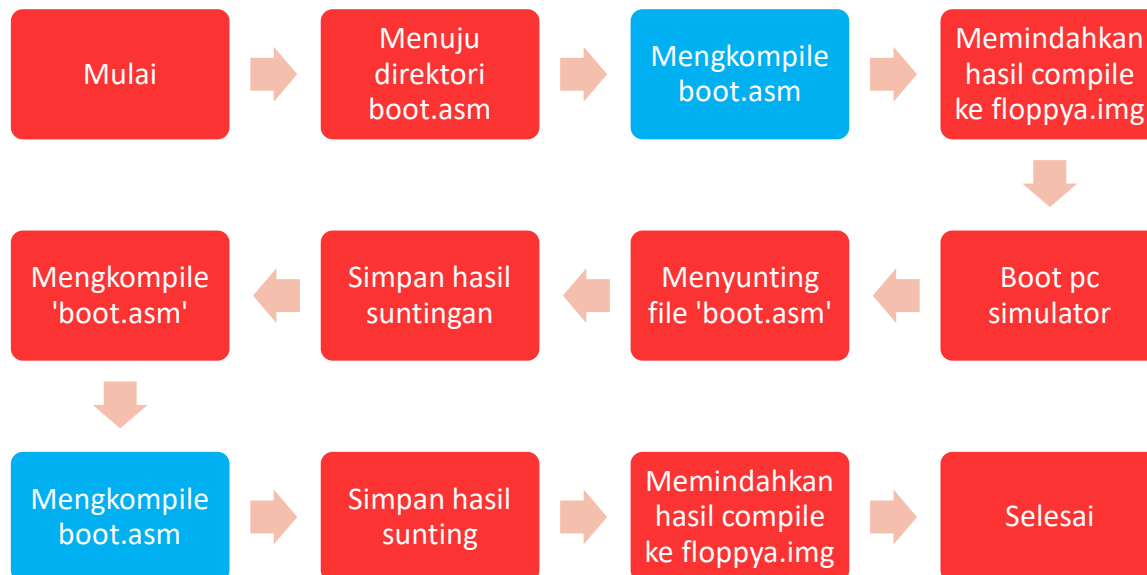 Mulai
Menuju
direktori
boot.asm
Mengkompile
boot.asm
Memindahkan
hasil compile
ke floppya.img
Boot pc
simulator
Menyunting
file 'boot.asm'
Simpan hasil
suntingan
Mengkompile
'boot.asm'
Mengkompile
boot.asm
Simpan hasil
sunting
Memindahkan
hasil compile
ke floppya.img
Selesai